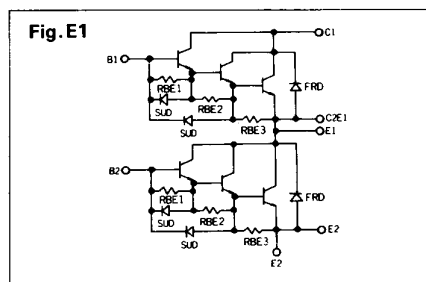 Fig.E1
C1
B1
RBE1
RBE2
FRD
SUD
SUD
RBE3
C2E1
E1
B2
RBE1
RBE2
FRD
SUD
SUD
RBE3
E2
E2